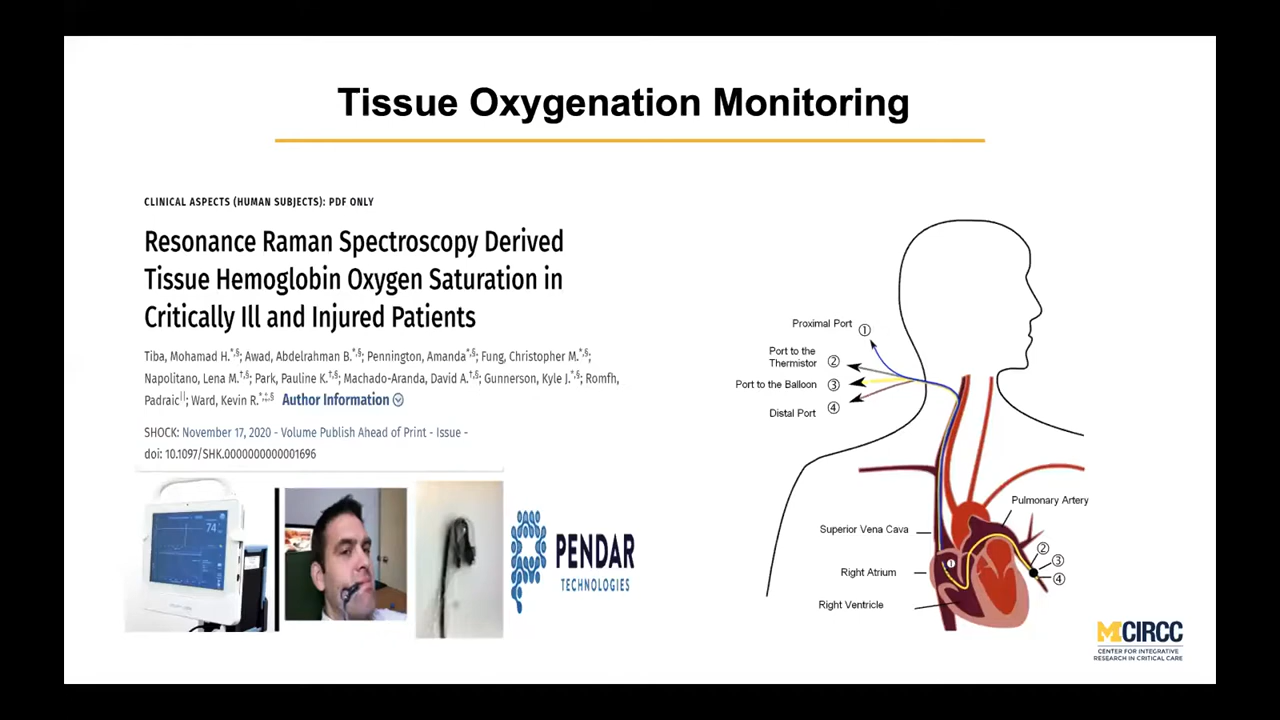 Tissue Oxygenation Monitoring
CLINICAL ASPECTS (HUMAN SUBJECTS): PDF ONLY
Resonance Raman Spectroscopy Derived
Tissue Hemoglobin Oxygen Saturation in
Critically Ill and Injured Patients
Tiba, Mohamad H.*,§; Awad, Abdelrahman B.*,§; Pennington, Amanda*,§; Fung, Christopher M.*,§;
Napolitano, Lena M.†,§; Park, Pauline K.†,§; Machado-Aranda, David A.†,§; Gunnerson, Kyle J.*,§; Romfh,
Padraic||; Ward, Kevin R.*,‡,§ Author Information
SHOCK: November 17, 2020 - Volume Publish Ahead of Print - Issue -
doi: 10.1097/SHK.0000000000001696
74
PENDAR
TECHNOLOGIES
Proximal Port ①
Port to the
Thermistor ②
Port to the Balloon ③
Distal Port ④
Pulmonary Artery
Superior Vena Cava
②
③
④
❶
Right Atrium
Right Ventricle
MCIRCC
CENTER FOR INTEGRATIVE
RESEARCH IN CRITICAL CARE